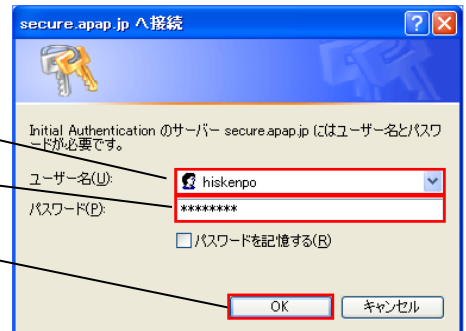 secure.apap.jp へ接続
Initial Authentication のサーバー secure.apap.jp にはユーザー名とパスワ
ードが必要です。
ユーザー名(U):
hiskenpo
パスワード(P):
********
パスワードを記憶する(R)
OK
キャンセル